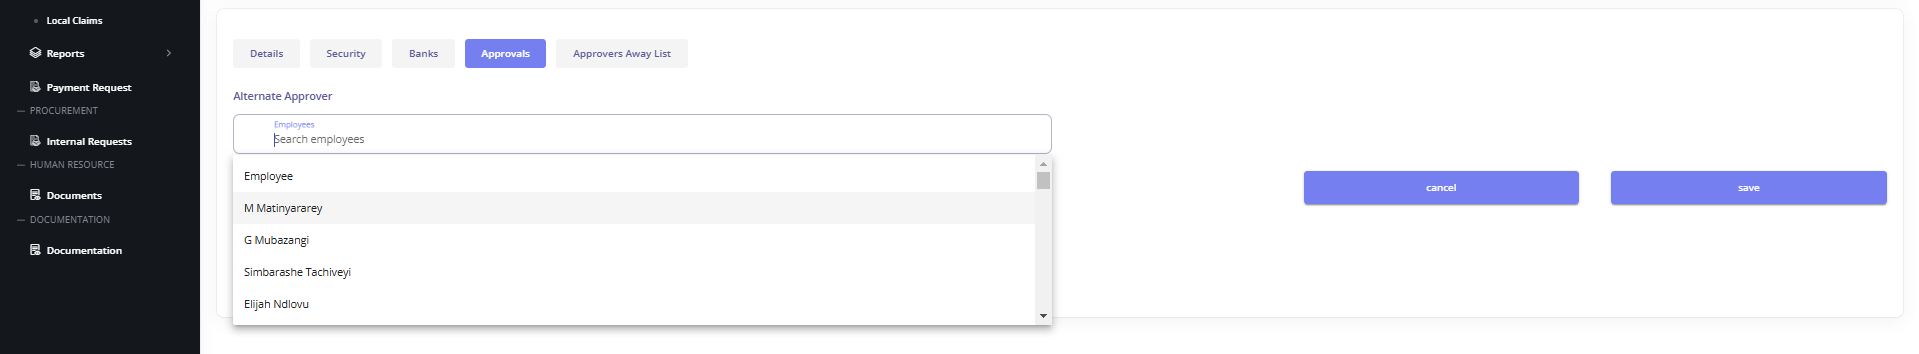 Local Claims
Reports
Payment Request
PROCUREMENT
Internal Requests
HUMAN RESOURCE
Documents
DOCUMENTATION
Documentation
Details Security Banks Approvals Approvers Away List
Alternate Approver
Employees
Search employees
Employee
M Matinyararey
G Mubazangi
Simbarashe Tachiveyi
Elijah Ndlovu
cancel save